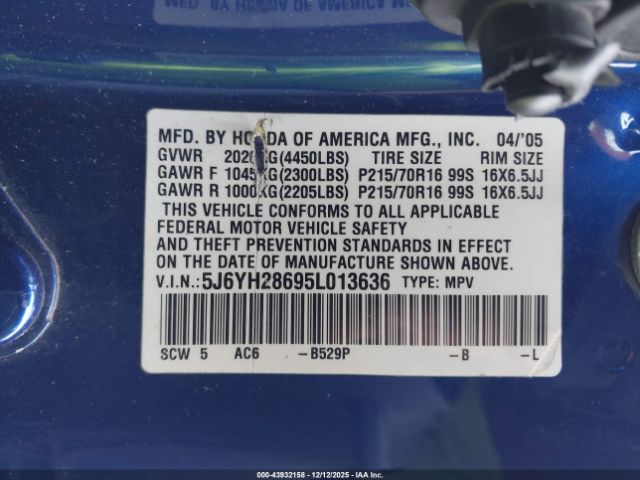 MFD. BY HONDA OF AMERICA MFG., INC. 04/'05
GVWR 2020KG(4450LBS) TIRE SIZE RIM SIZE
GAWR F 1045KG(2300LBS) P215/70R16 99S 16X6.5JJ
GAWR R 1000KG(2205LBS) P215/70R16 99S 16X6.5JJ
THIS VEHICLE CONFORMS TO ALL APPLICABLE
FEDERAL MOTOR VEHICLE SAFETY
AND THEFT PREVENTION STANDARDS IN EFFECT
ON THE DATE OF MANUFACTURE SHOWN ABOVE.
V.I.N.: 5J6YH28695L013636 TYPE: MPV
SCW 5 AC6 -B529P -B -L
000-43932158 - 12/12/2025 - IAA Inc.